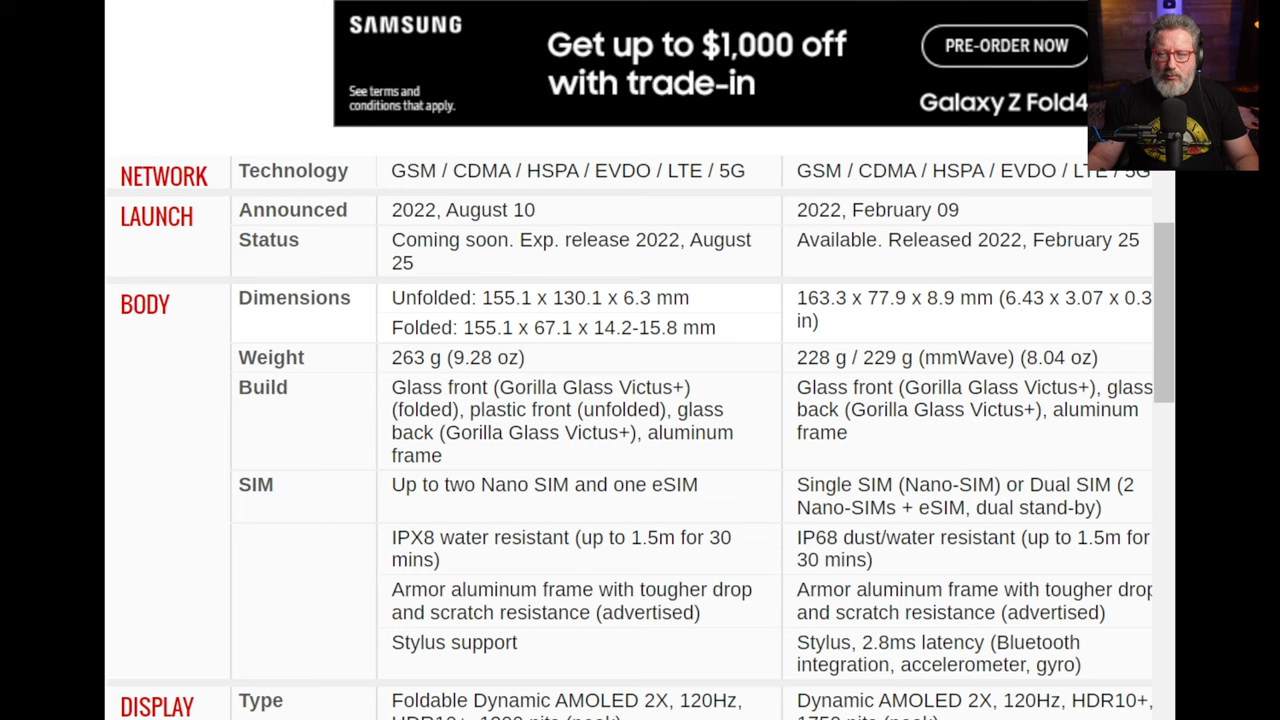 SAMSUNG
Get up to $1,000 off
with trade-in
PRE-ORDER NOW
See terms and
conditions that apply.
Galaxy Z Fold4
NETWORK
Technology
GSM / CDMA / HSPA / EVDO / LTE / 5G
GSM / CDMA / HSPA / EVDO / LTE / 5G
LAUNCH
Announced
2022, August 10
2022, February 09
Status
Coming soon. Exp. release 2022, August
25
Available. Released 2022, February 25
BODY
Dimensions
Unfolded: 155.1 x 130.1 x 6.3 mm
Folded: 155.1 x 67.1 x 14.2-15.8 mm
163.3 x 77.9 x 8.9 mm (6.43 x 3.07 x 0.3
in)
Weight
263 g (9.28 oz)
228 g / 229 g (mmWave) (8.04 oz)
Build
Glass front (Gorilla Glass Victus+)
(folded), plastic front (unfolded), glass
back (Gorilla Glass Victus+), aluminum
frame
Glass front (Gorilla Glass Victus+), glass
back (Gorilla Glass Victus+), aluminum
frame
SIM
Up to two Nano SIM and one eSIM
Single SIM (Nano-SIM) or Dual SIM (2
Nano-SIMs + eSIM, dual stand-by)
IPX8 water resistant (up to 1.5m for 30
mins)
IP68 dust/water resistant (up to 1.5m for
30 mins)
Armor aluminum frame with tougher drop
and scratch resistance (advertised)
Armor aluminum frame with tougher drop
and scratch resistance (advertised)
Stylus support
Stylus, 2.8ms latency (Bluetooth
integration, accelerometer, gyro)
DISPLAY
Type
Foldable Dynamic AMOLED 2X, 120Hz,
HDR10+, 1200 nits (peak)
Dynamic AMOLED 2X, 120Hz, HDR10+,
1750 nits (peak)